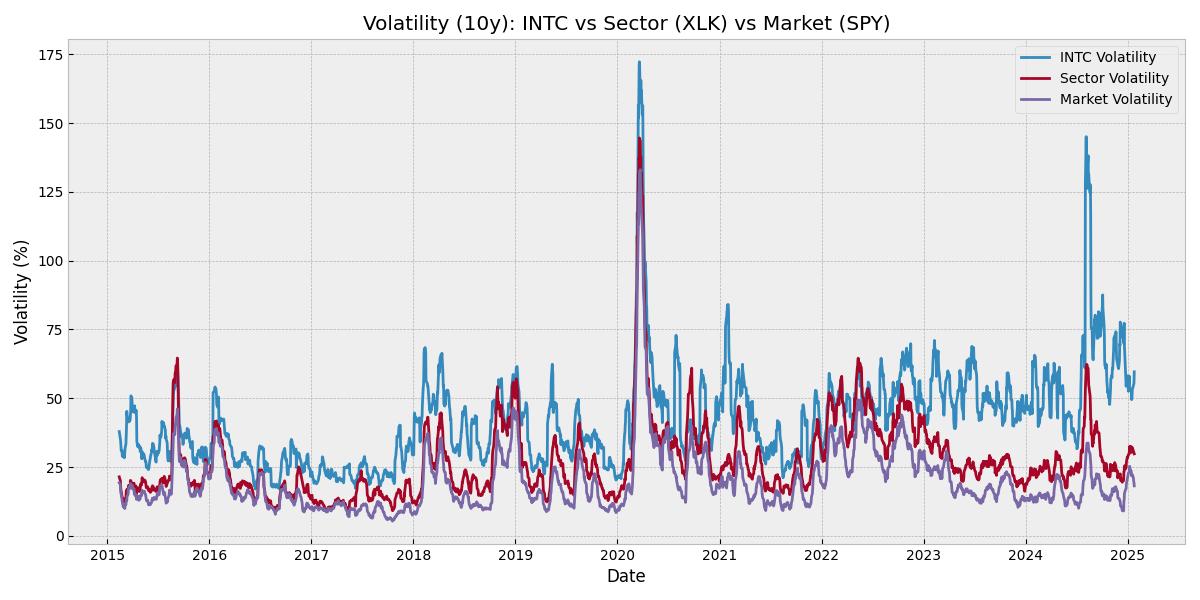 Volatility (10y): INTC vs Sector (XLK) vs Market (SPY)
INTC Volatility
Sector Volatility
Market Volatility
175
150
125
100
75
50
25
0
Volatility (%)
2015 2016 2017 2018 2019 2020 2021 2022 2023 2024 2025
Date